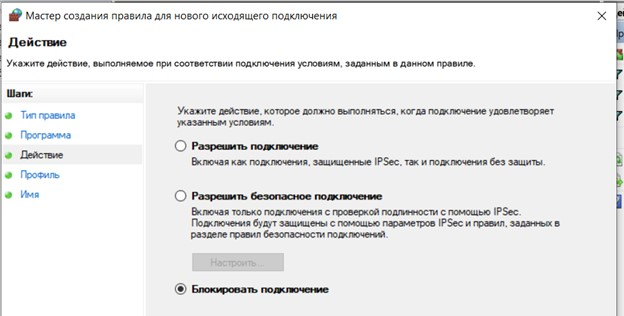 Мастер создания правила для нового исходящего подключения
Действие
Укажите действие, выполняемое при соответствии подключения условиям, заданным в данном правиле.
Шаги:
Тип правила
Программа
Действие
Профиль
Имя
Укажите действие, которое должно выполняться, когда подключение удовлетворяет
указанным условиям.
Разрешить подключение
Включая как подключения, защищенные IPSec, так и подключения без защиты.
Разрешить безопасное подключение
Включая только подключения с проверкой подлинности с помощью IPSec.
Подключения будут защищены с помощью параметров IPSec и правил, заданных в
разделе правил безопасности подключений.
Настроить...
Блокировать подключение